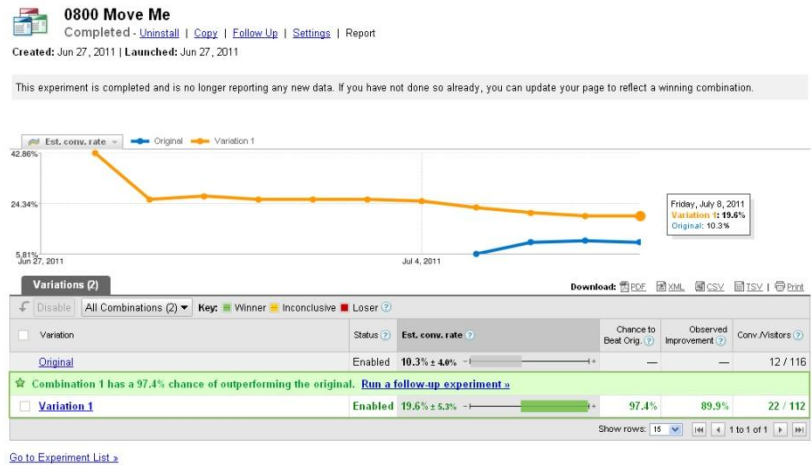 0800 Move Me
Completed - Uninstall | Copy | Follow Up | Settings | Report
Created: Jun 27, 2011 | Launched: Jun 27, 2011
This experiment is completed and is no longer reporting any new data. If you have not done so already, you can update your page to reflect a winning combination.
Est. conv. rate Original Variation 1
42.86%
24.34%
5.81%
Jun 27, 2011 Jul 4, 2011
Friday, July 8, 2011
Variation 1: 19.6%
Original: 10.3%
Variations (2) Download: PDF XML CSV TSV | Print
Disable All Combinations (2) Key: Winner Inconclusive Loser ?
Variation Status ? Est. conv. rate ? Chance to Beat Orig. ? Observed Improvement ? Conv./Visitors ?
Original Enabled 10.3% ± 4.0% - + — — 12 / 116
Combination 1 has a 97.4% chance of outperforming the original. Run a follow-up experiment »
Variation 1 Enabled 19.6% ± 5.3% - + 97.4% 89.9% 22 / 112
Show rows: 15 1 to 1 of 1
Go to Experiment List »